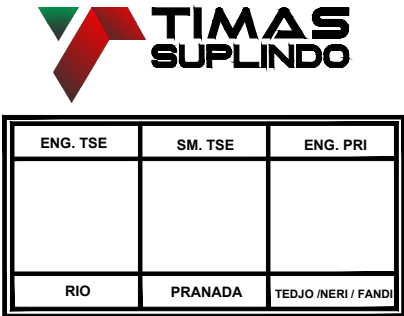 TIMAS
SUPLINDO
ENG. TSE SM. TSE ENG. PRI
RIO PRANADA TEDJO /NERI / FANDI